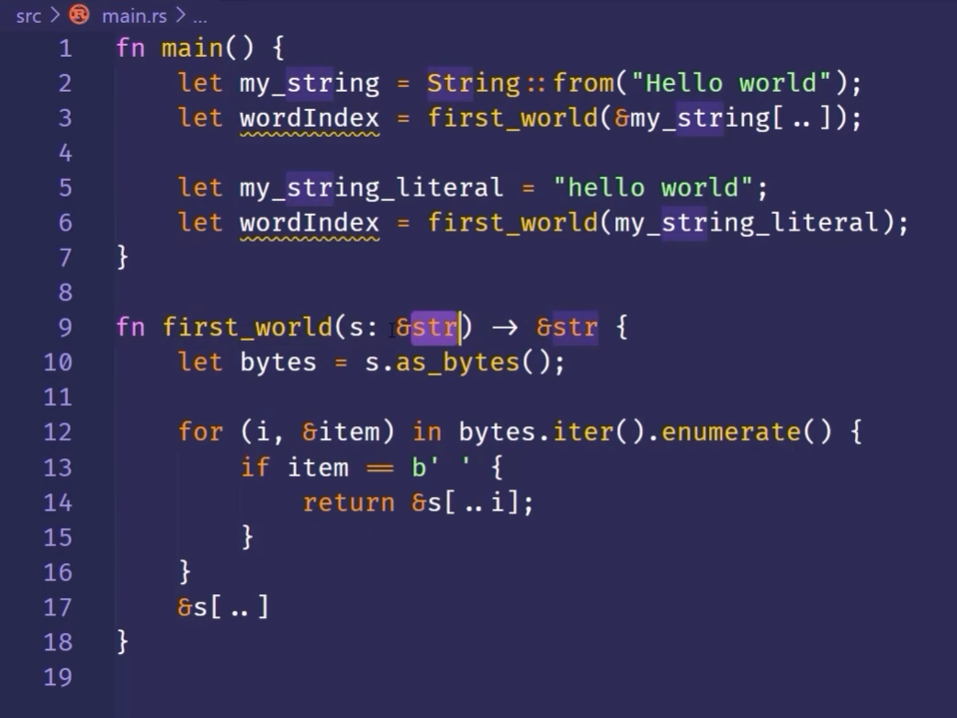 src > main.rs > ...
1 fn main() {
2     let my_string = String::from("Hello world");
3     let wordIndex = first_world(&my_string[..]);
4
5     let my_string_literal = "hello world";
6     let wordIndex = first_world(my_string_literal);
7 }
8
9 fn first_world(s: &str) -> &str {
10     let bytes = s.as_bytes();
11
12     for (i, &item) in bytes.iter().enumerate() {
13         if item == b' ' {
14             return &s[..i];
15         }
16     }
17     &s[..]
18 }
19